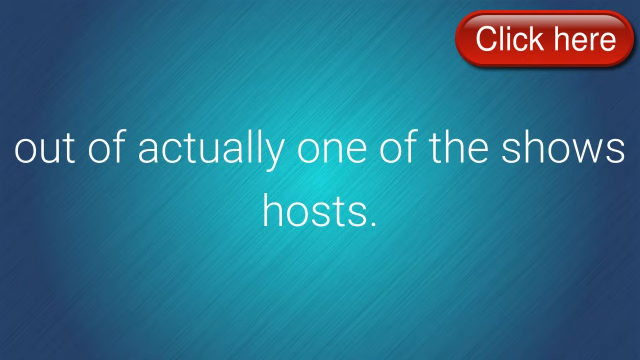 Click here
out of actually one of the shows
hosts.